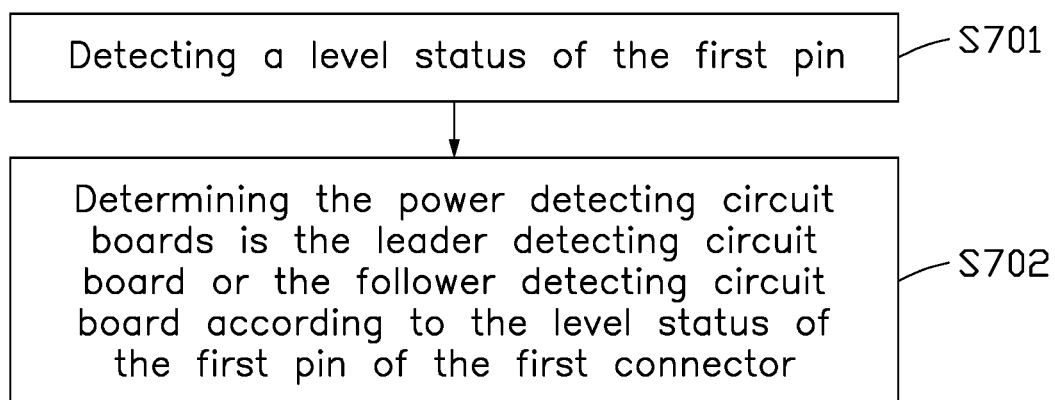 Detecting a level status of the first pin
S701
Determining the power detecting circuit
boards is the leader detecting circuit
board or the follower detecting circuit
board according to the level status of
the first pin of the first connector
S702